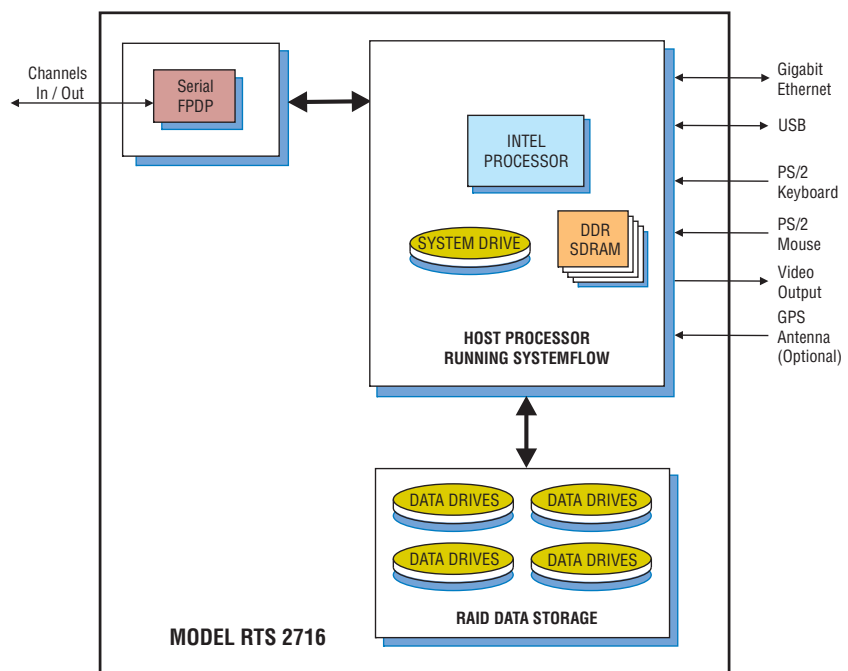 Channels
In / Out
Serial
FPDP
INTEL
PROCESSOR
SYSTEM DRIVE
DDR
SDRAM
HOST PROCESSOR
RUNNING SYSTEMFLOW
Gigabit
Ethernet
USB
PS/2
Keyboard
PS/2
Mouse
Video
Output
GPS
Antenna
(Optional)
DATA DRIVES
DATA DRIVES
DATA DRIVES
DATA DRIVES
RAID DATA STORAGE
MODEL RTS 2716